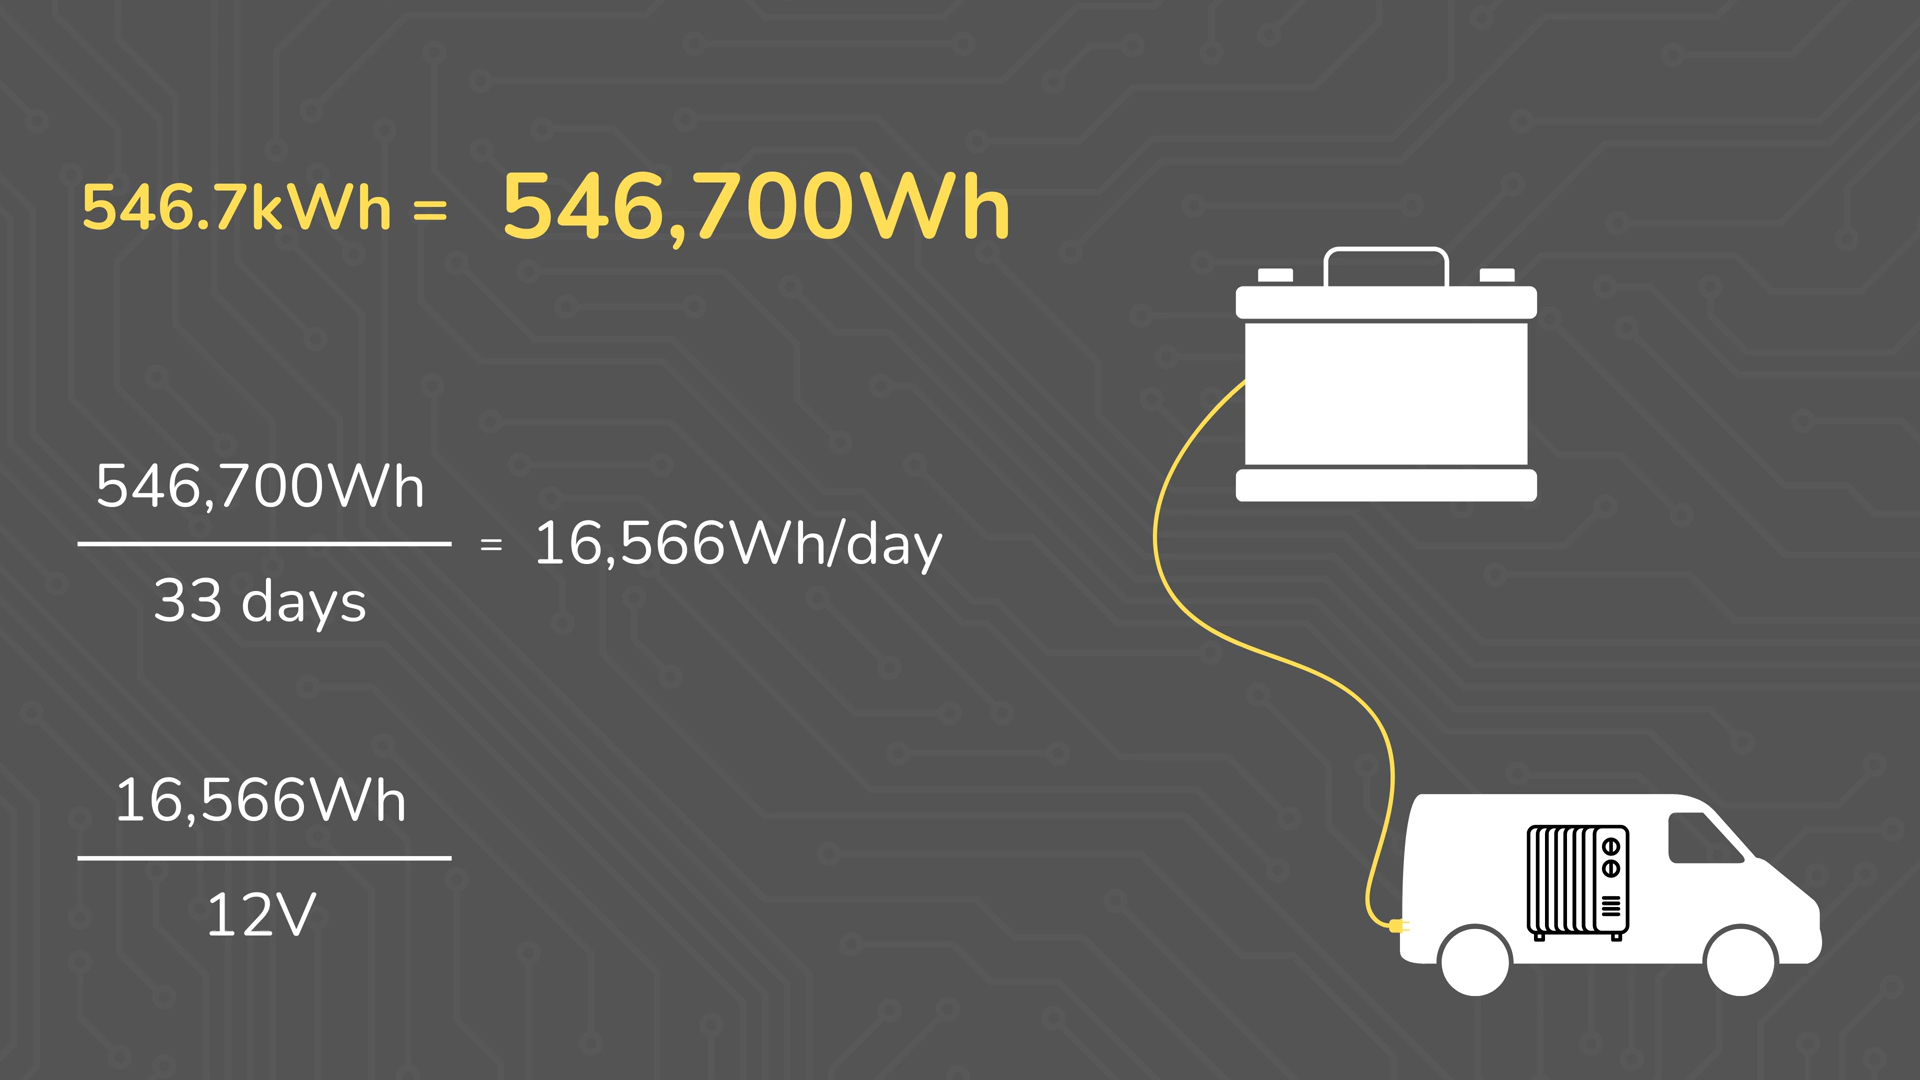 546.7kWh = 546,700Wh
546,700Wh
= 16,566Wh/day
33 days
16,566Wh
12V